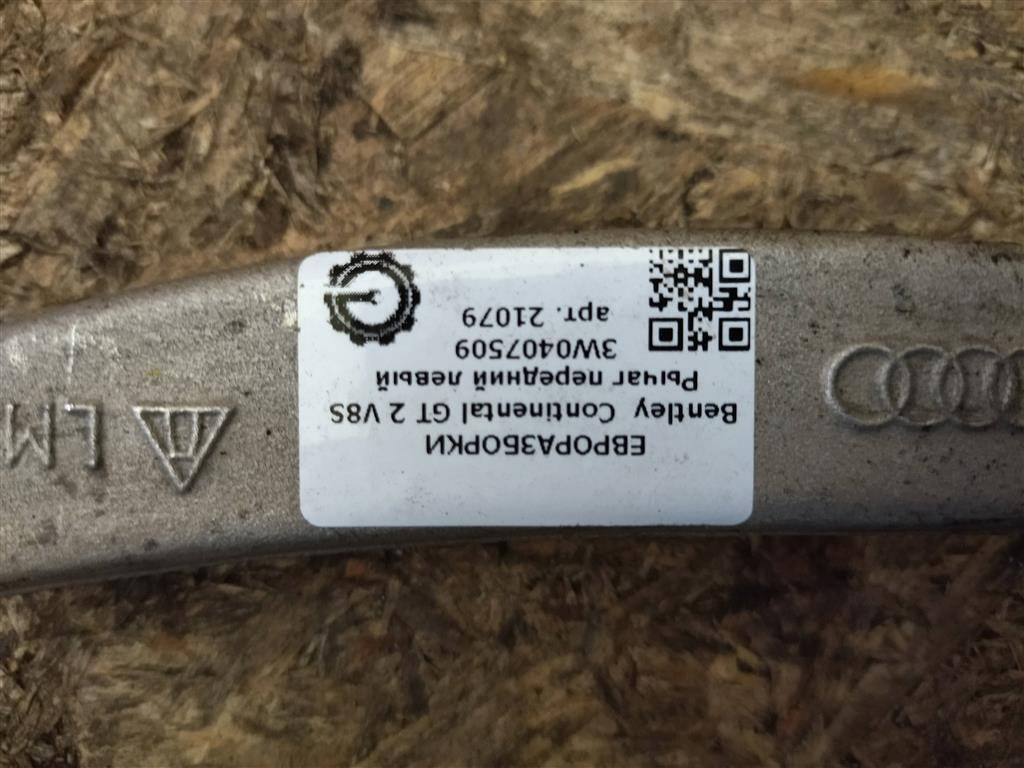 ЕВРОРАЗБОРКИ
Bentley Continental GT 2 V8S
Рычаг передний левый
3W0407509
арт. 21079
LM